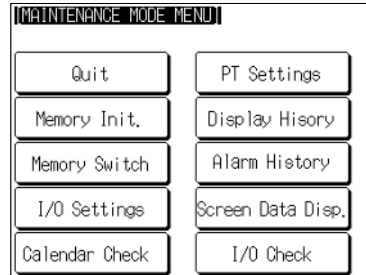 [MAINTENANCE MODE MENU]
Quit
PT Settings
Memory Init.
Display Hisory
Memory Switch
Alarm History
I/O Settings
Screen Data Disp.
Calendar Check
I/O Check